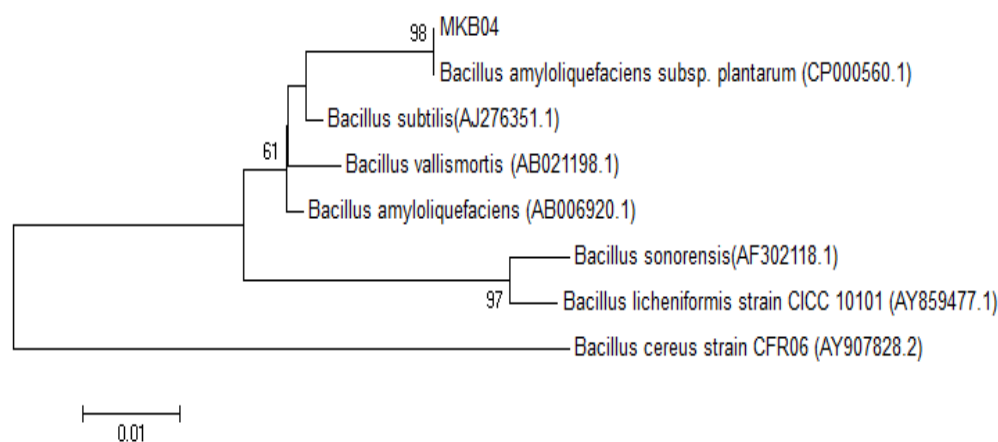 98
MKB04
Bacillus amyloliquefaciens subsp. plantarum (CP000560.1)
Bacillus subtilis(AJ276351.1)
61
Bacillus vallismortis (AB021198.1)
Bacillus amyloliquefaciens (AB006920.1)
Bacillus sonorensis(AF302118.1)
97
Bacillus licheniformis strain CICC 10101 (AY859477.1)
Bacillus cereus strain CFR06 (AY907828.2)
0.01